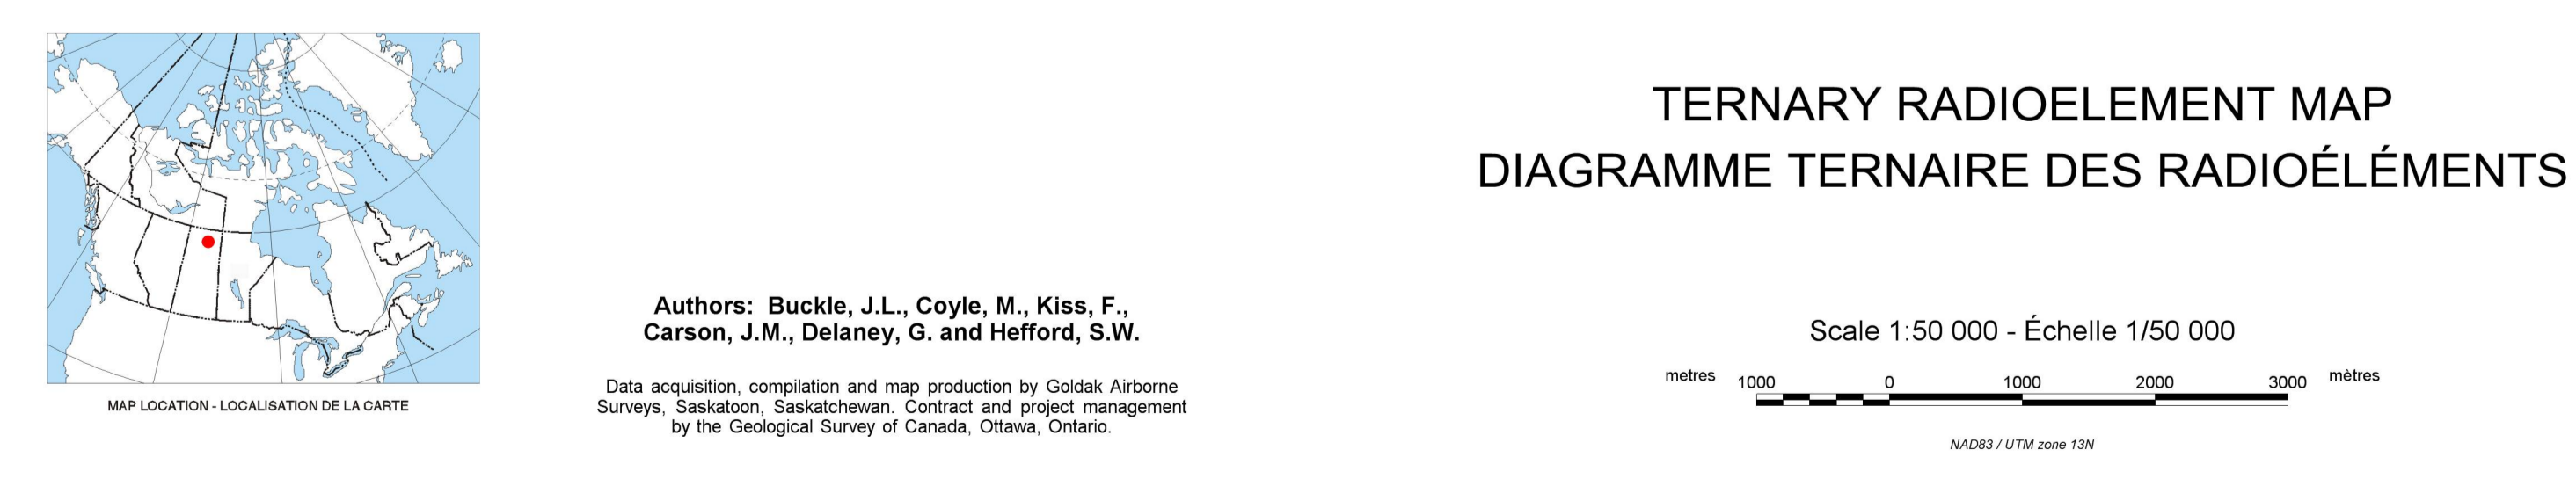 MAP LOCATION - LOCALISATION DE LA CARTE
Authors: Buckle, J.L., Coyle, M., Kiss, F.,
Carson, J.M., Delaney, G. and Hefford, S.W.
Data acquisition, compilation and map production by Goldak Airborne
Surveys, Saskatoon, Saskatchewan. Contract and project management
by the Geological Survey of Canada, Ottawa, Ontario.
TERNARY RADIOELEMENT MAP
DIAGRAMME TERNAIRE DES RADIOÉLÉMENTS
Scale 1:50 000 - Échelle 1/50 000
metres 1000 0 1000 2000 3000 mètres
NAD83 / UTM zone 13N